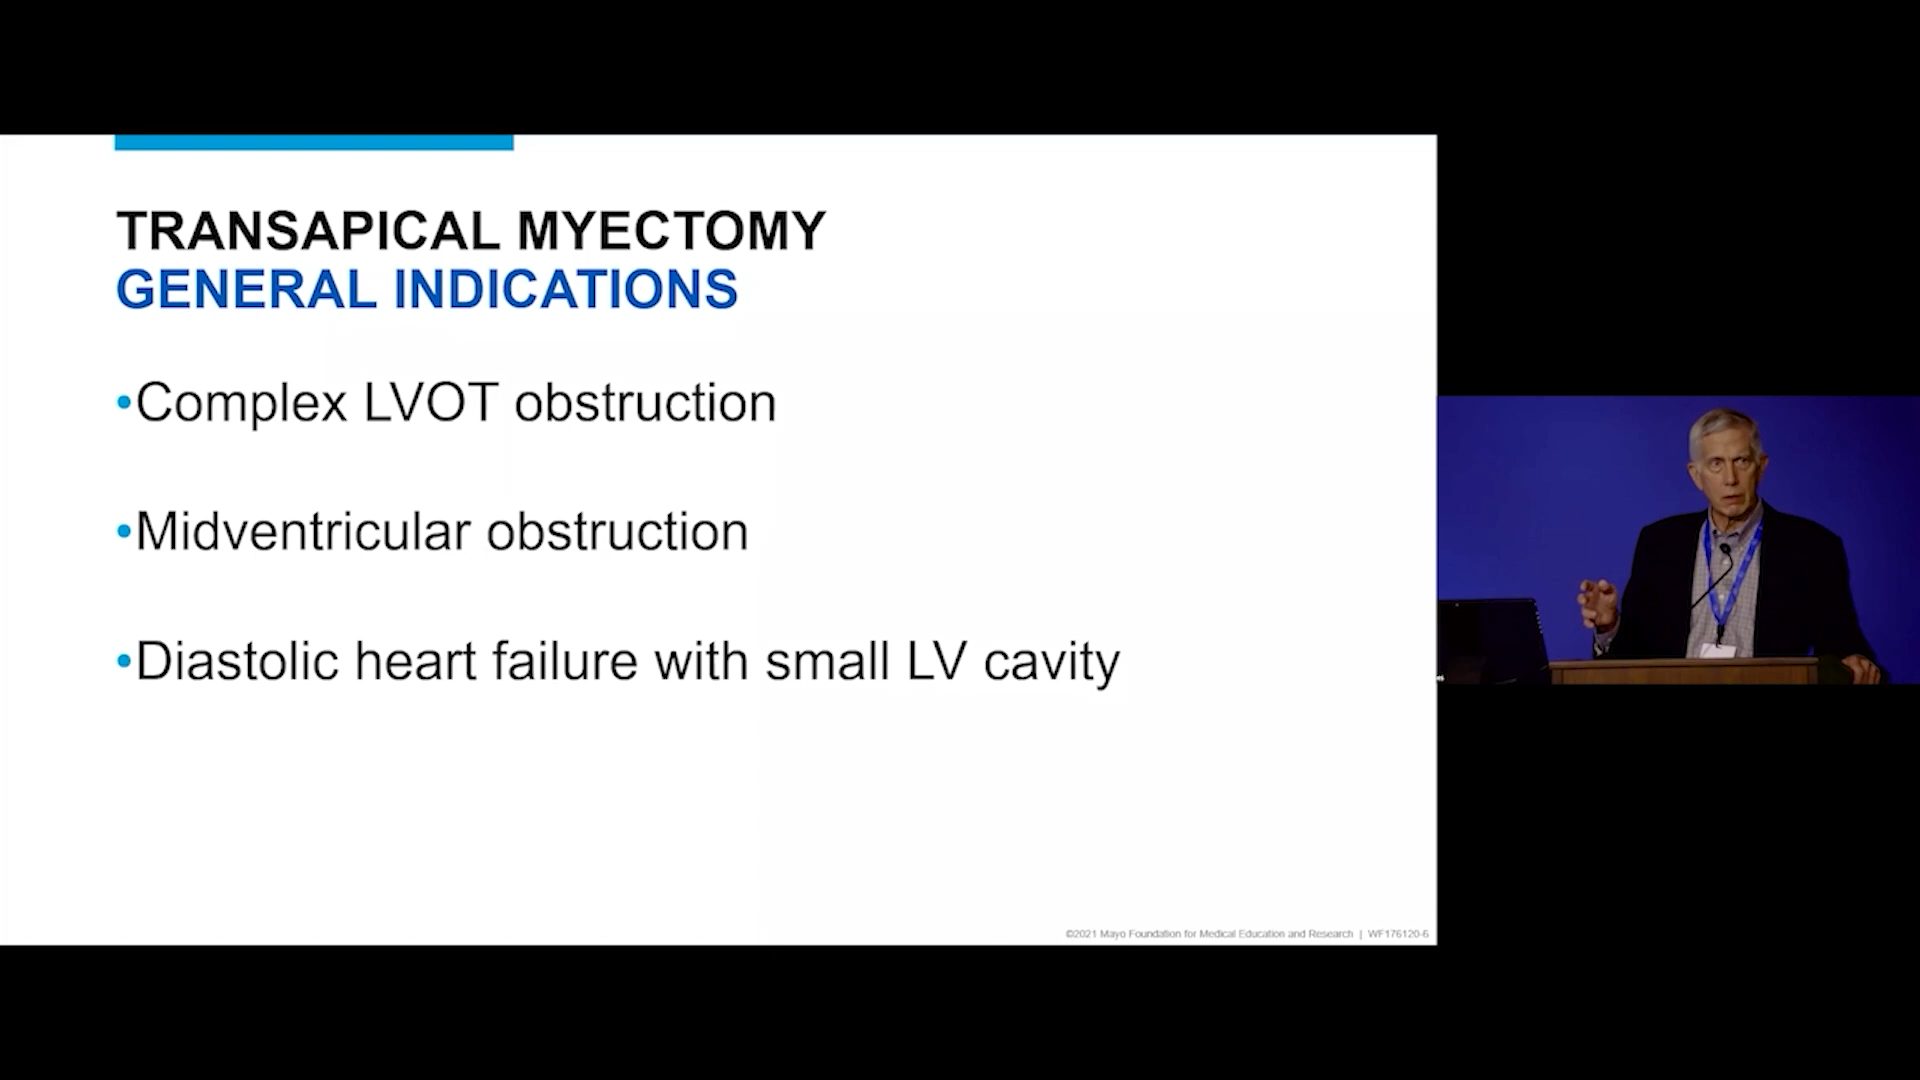 TRANSAPICAL MYECTOMY
GENERAL INDICATIONS
•Complex LVOT obstruction
•Midventricular obstruction
•Diastolic heart failure with small LV cavity
©2021 Mayo Foundation for Medical Education and Research | WF176120-6